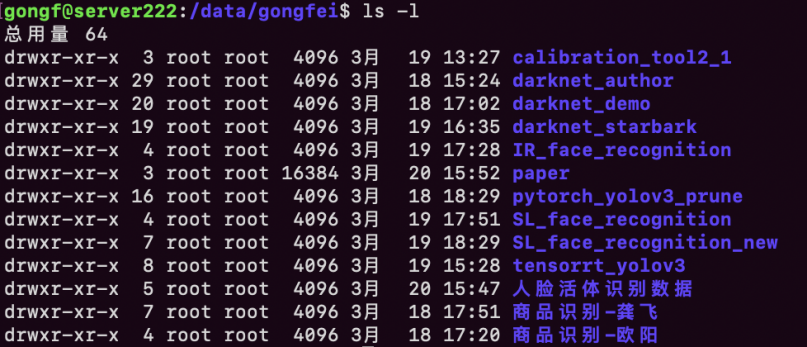 gongf@server222:/data/gongfei$ ls -l
总用量 64
drwxr-xr-x 3 root root 4096 3月 19 13:27 calibration_tool2_1
drwxr-xr-x 29 root root 4096 3月 18 15:24 darknet_author
drwxr-xr-x 20 root root 4096 3月 18 17:02 darknet_demo
drwxr-xr-x 19 root root 4096 3月 19 16:35 darknet_starbark
drwxr-xr-x 4 root root 4096 3月 19 17:28 IR_face_recognition
drwxr-xr-x 3 root root 16384 3月 20 15:52 paper
drwxr-xr-x 16 root root 4096 3月 18 18:29 pytorch_yolov3_prune
drwxr-xr-x 4 root root 4096 3月 19 17:51 SL_face_recognition
drwxr-xr-x 7 root root 4096 3月 19 18:29 SL_face_recognition_new
drwxr-xr-x 8 root root 4096 3月 19 15:28 tensorrt_yolov3
drwxr-xr-x 5 root root 4096 3月 20 15:47 人脸活体识别数据
drwxr-xr-x 7 root root 4096 3月 18 17:51 商品识别-龚飞
drwxr-xr-x 4 root root 4096 3月 18 17:20 商品识别-欧阳